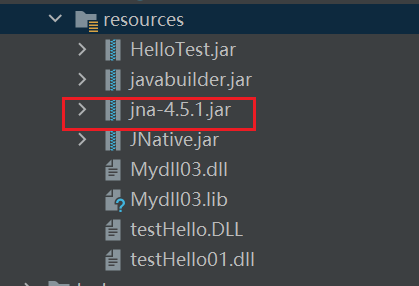 resources
HelloTest.jar
javabuilder.jar
jna-4.5.1.jar
JNative.jar
Mydll03.dll
Mydll03.lib
testHello.DLL
testHello01.dll